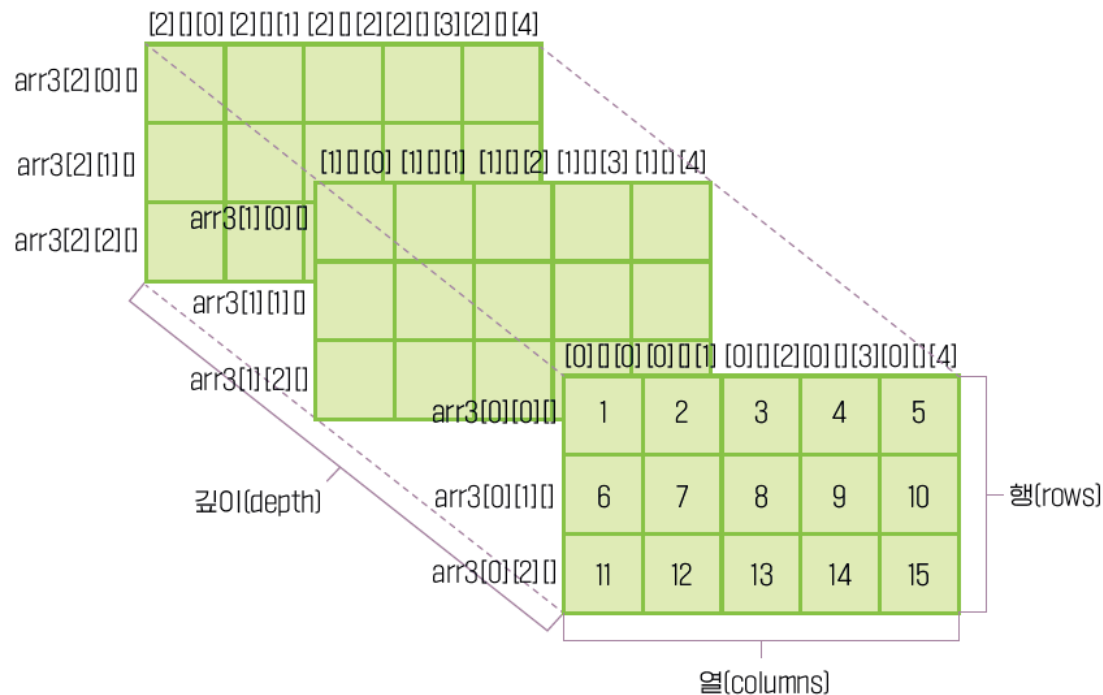 [2][][0] [2][][1] [2][][2] [2][][3] [2][][4]
arr3[2][0][]
arr3[2][1][]
arr3[2][2][]
[1][][0] [1][][1] [1][][2] [1][][3] [1][][4]
arr3[1][0][]
arr3[1][1][]
arr3[1][2][]
[0][][0] [0][][1] [0][][2] [0][][3] [0][][4]
arr3[0][0][] 1 2 3 4 5
arr3[0][1][] 6 7 8 9 10
arr3[0][2][] 11 12 13 14 15
깊이(depth)
행(rows)
열(columns)